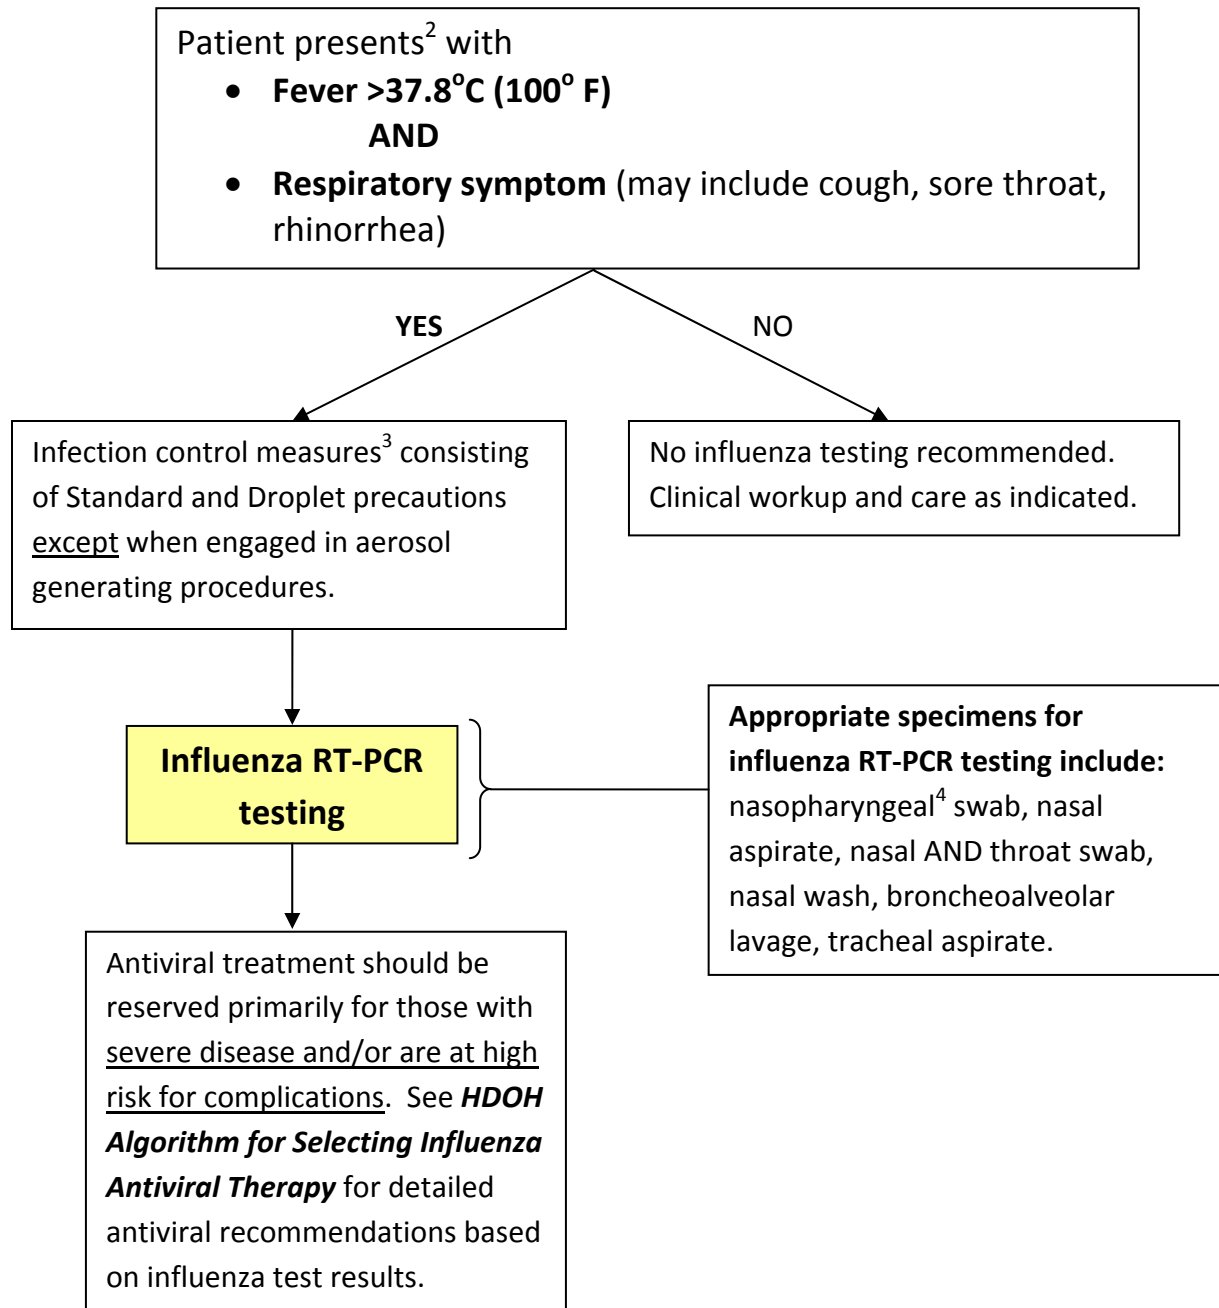 Patient presents² with
• Fever >37.8°C (100° F)
AND
• Respiratory symptom (may include cough, sore throat,
rhinorrhea)
YES
NO
Infection control measures³ consisting
of Standard and Droplet precautions
except when engaged in aerosol
generating procedures.
No influenza testing recommended.
Clinical workup and care as indicated.
Influenza RT-PCR
testing
Appropriate specimens for
influenza RT-PCR testing include:
nasopharyngeal⁴ swab, nasal
aspirate, nasal AND throat swab,
nasal wash, broncheoalveolar
lavage, tracheal aspirate.
Antiviral treatment should be
reserved primarily for those with
severe disease and/or are at high
risk for complications. See HDOH
Algorithm for Selecting Influenza
Antiviral Therapy for detailed
antiviral recommendations based
on influenza test results.